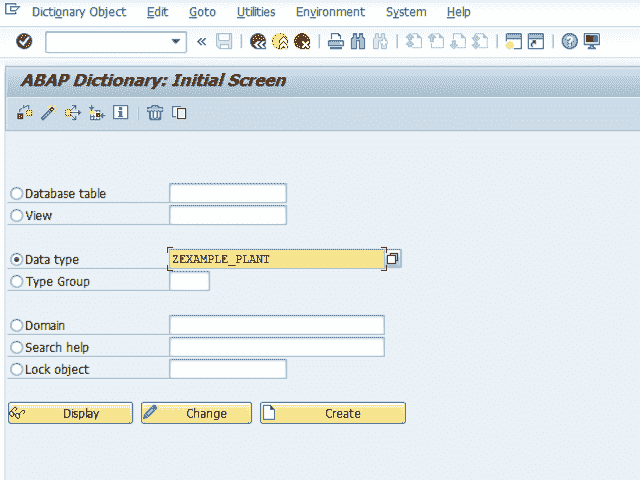 Dictionary Object Edit Goto Utilities Environment System Help
ABAP Dictionary: Initial Screen
Database table
View
Data type ZEXAMPLE_PLANT
Type Group
Domain
Search help
Lock object
Display Change Create